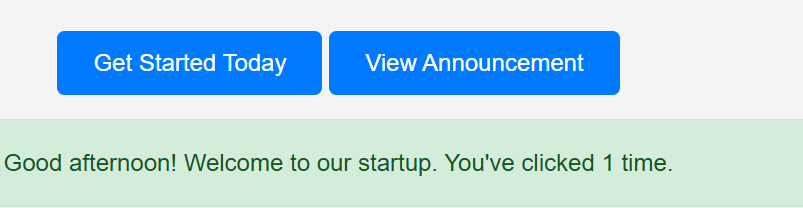 Get Started Today View Announcement
Good afternoon! Welcome to our startup. You've clicked 1 time.